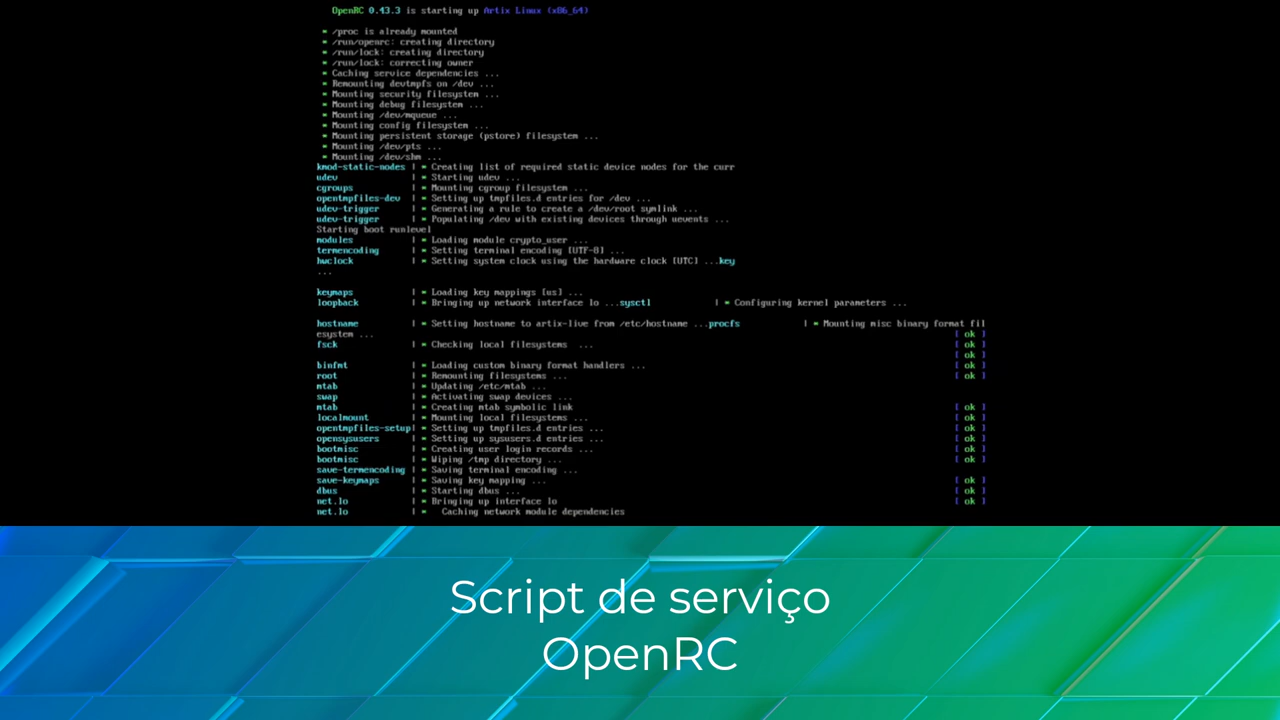 OpenRC 0.43.3 is starting up Artix Linux (x86_64)
* /proc is already mounted
* /run/openrc: creating directory
* /run/lock: creating directory
* /run/lock: correcting owner
* Caching service dependencies ...
* Remounting devtmpfs on /dev ...
* Mounting security filesystem ...
* Mounting debug filesystem ...
* Mounting /dev/mqueue ...
* Mounting config filesystem ...
* Mounting persistent storage (pstore) filesystem ...
* Mounting /dev/pts ...
* Mounting /dev/shm ...
kmod-static-nodes | * Creating list of required static device nodes for the curr
udev | * Starting udev ...
cgroups | * Mounting cgroup filesystem ...
opentmpfiles-dev | * Setting up tmpfiles.d entries for /dev ...
udev-trigger | * Generating a rule to create a /dev/root symlink ...
udev-trigger | * Populating /dev with existing devices through uevents ...
Starting boot runlevel
modules | * Loading module crypto_user ...
termencoding | * Setting terminal encoding [UTF-8] ...
hwclock | * Setting system clock using the hardware clock [UTC] ...key
...
keymaps | * Loading key mappings [us] ...
loopback | * Bringing up network interface lo ...sysctl | * Configuring kernel parameters ...
hostname | * Setting hostname to artix-live from /etc/hostname ...procfs | * Mounting misc binary format fil
esystem ... [ ok ]
fsck | * Checking local filesystems ... [ ok ]
[ ok ]
binfmt | * Loading custom binary format handlers ... [ ok ]
root | * Remounting filesystems ... [ ok ]
mtab | * Updating /etc/mtab ...
swap | * Activating swap devices ...
mtab | * Creating mtab symbolic link [ ok ]
localmount | * Mounting local filesystems ... [ ok ]
opentmpfiles-setup| * Setting up tmpfiles.d entries ... [ ok ]
opensysusers | * Setting up sysusers.d entries ... [ ok ]
bootmisc | * Creating user login records ... [ ok ]
bootmisc | * Wiping /tmp directory ... [ ok ]
save-termencoding | * Saving terminal encoding ...
save-keymaps | * Saving key mapping ... [ ok ]
dbus | * Starting dbus ... [ ok ]
net.lo | * Bringing up interface lo [ ok ]
net.lo | * Caching network module dependencies
Script de serviço
OpenRC